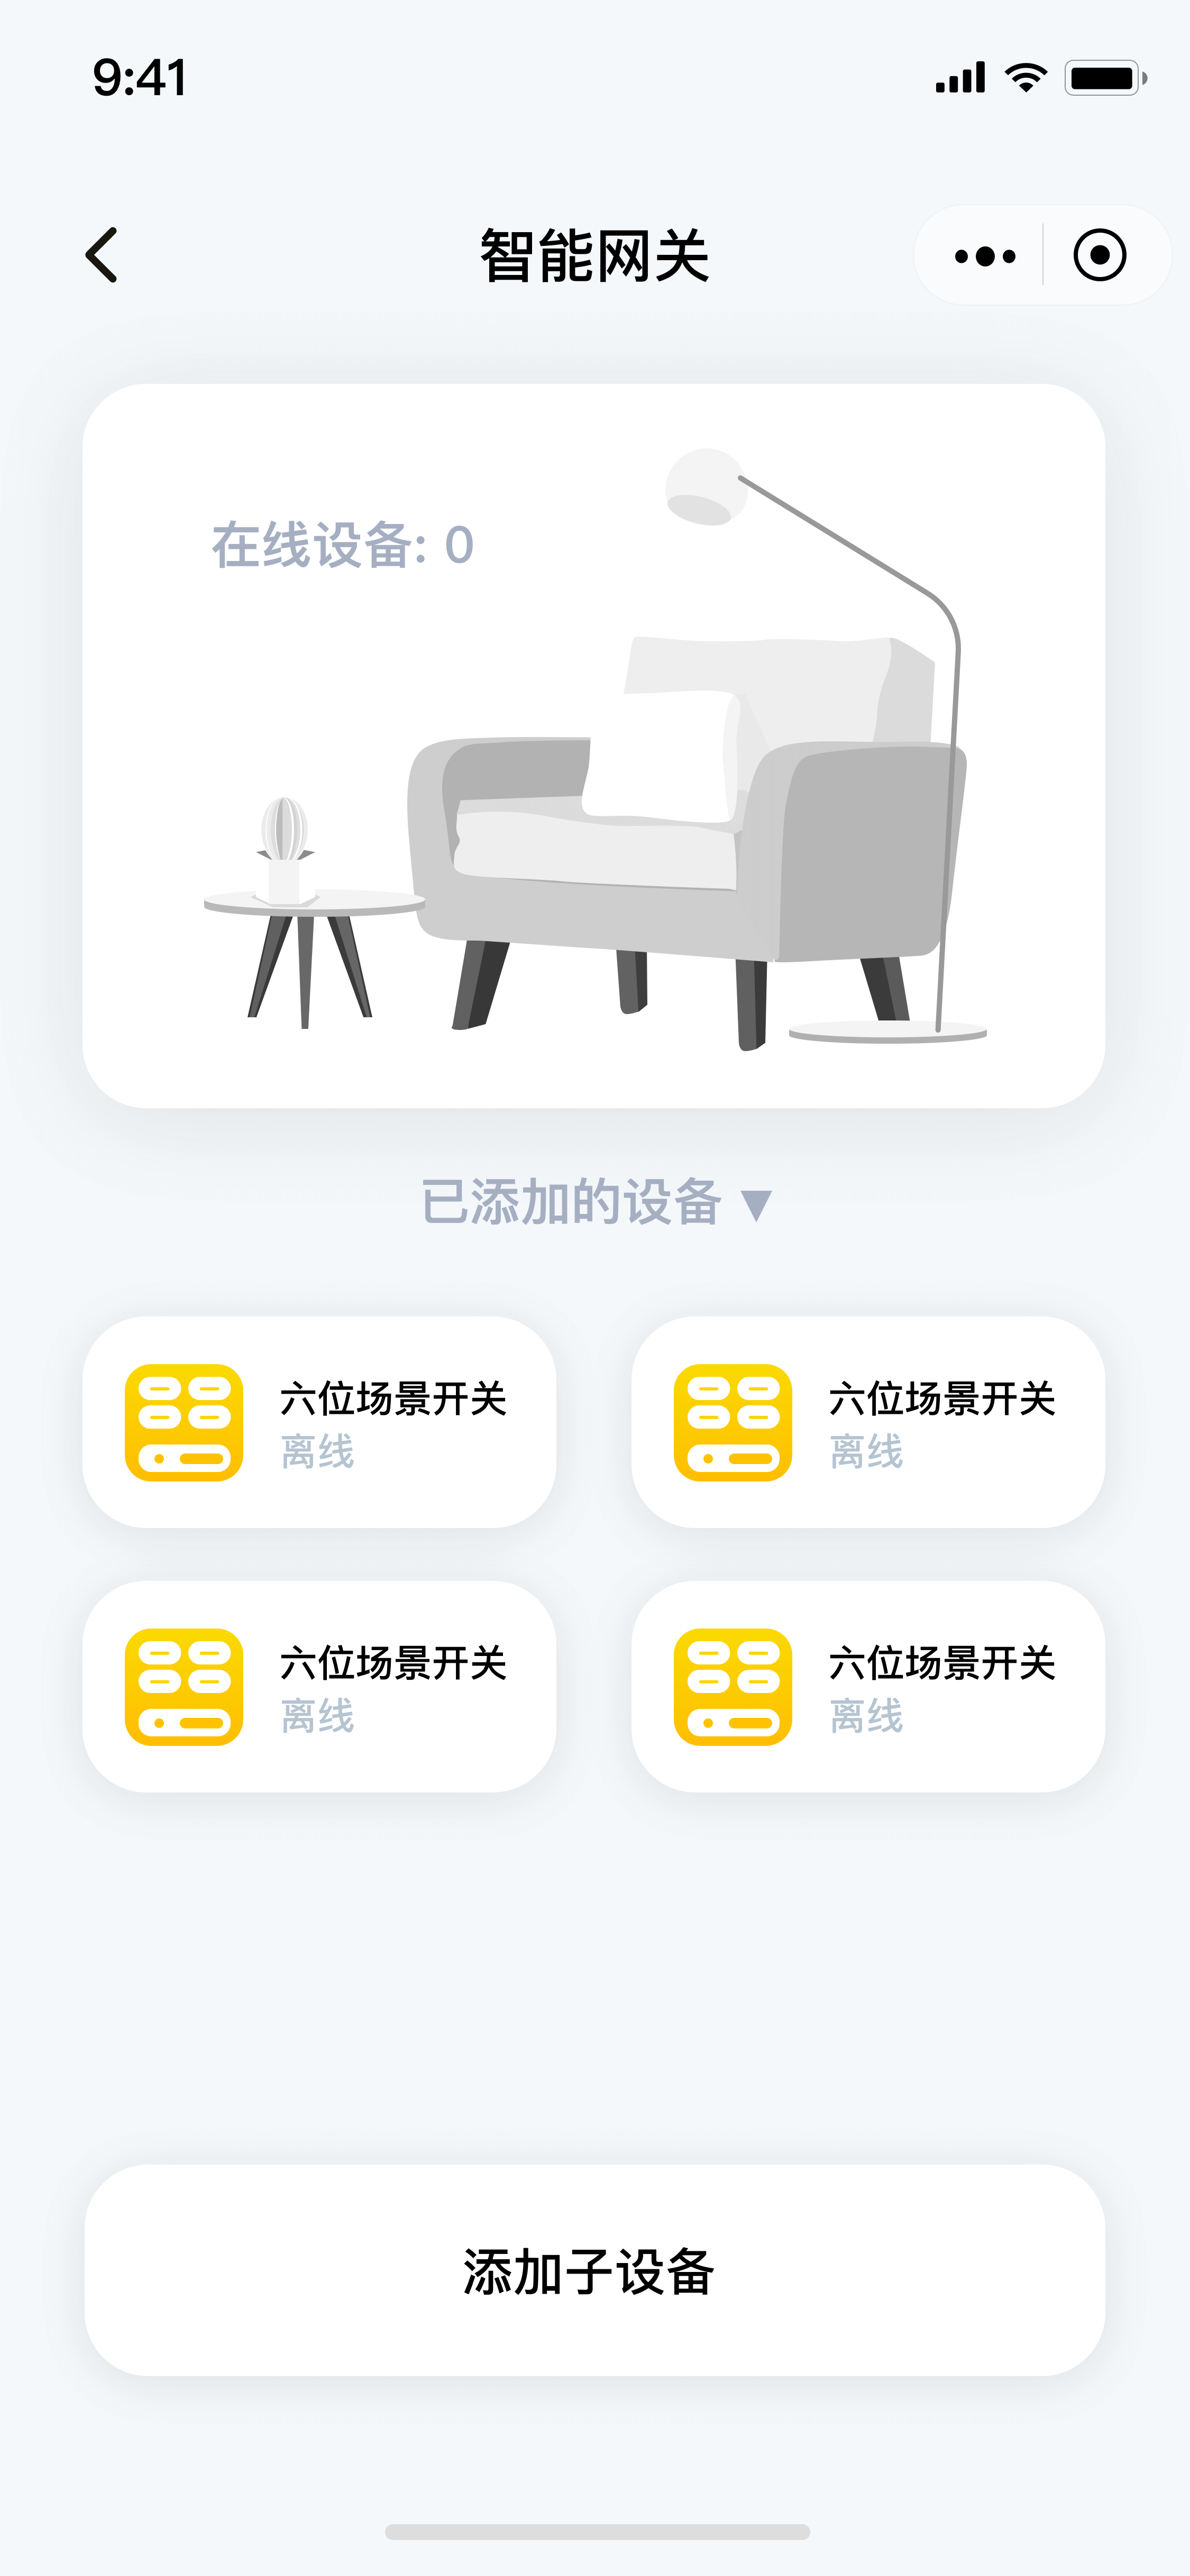 9:41
智能网关
在线设备: 0
已添加的设备 ▼
六位场景开关
离线
六位场景开关
离线
六位场景开关
离线
六位场景开关
离线
添加子设备